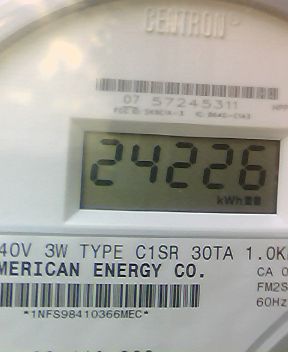 CENTRON
07 57245311
24226
kWh
40V 3W TYPE C1SR 30TA 1.0K
MERICAN ENERGY CO.
CA 0
FM2S
60Hz
*1NFS98410366MEC*